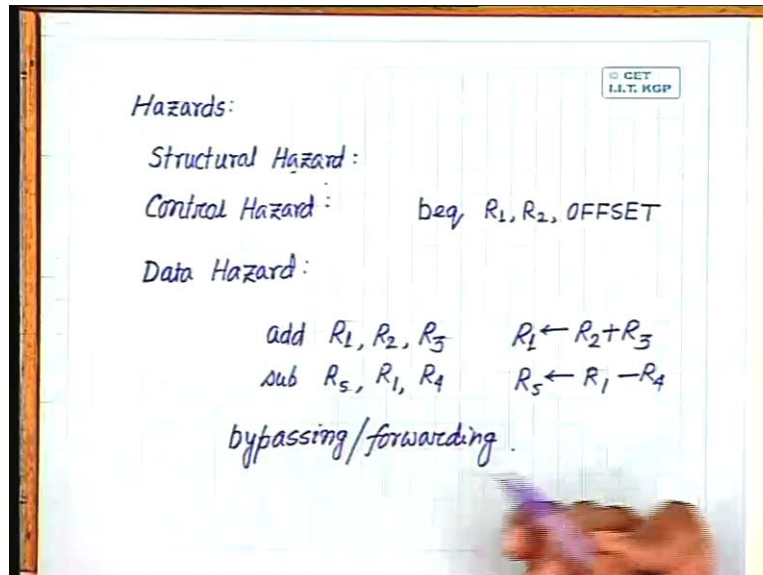 © CET
I.I.T. KGP
Hazards:
Structural Hazard:
Control Hazard: beq R₁, R₂, OFFSET
Data Hazard:
add R₁, R₂, R₃ R₁ ← R₂+R₃
sub R₅, R₁, R₄ R₅ ← R₁ – R₄
bypassing/forwarding.